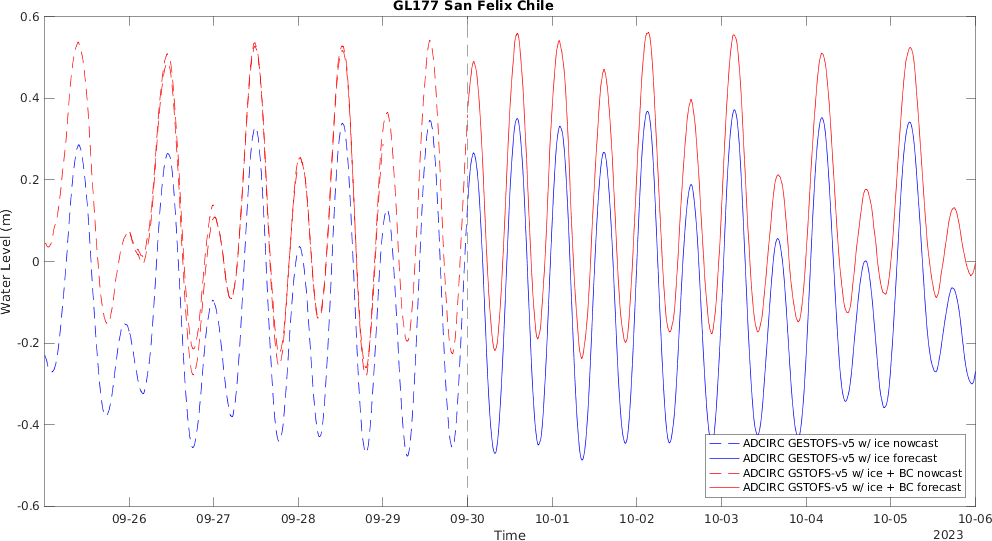 GL177 San Felix Chile
Water Level (m)
0.6
0.4
0.2
0
-0.2
-0.4
-0.6
ADCIRC GESTOFS-v5 w/ ice nowcast
ADCIRC GESTOFS-v5 w/ ice forecast
ADCIRC GSTOFS-v5 w/ ice + BC nowcast
ADCIRC GSTOFS-v5 w/ ice + BC forecast
09-26 09-27 09-28 09-29 09-30 10-01 10-02 10-03 10-04 10-05 10-06
Time
2023